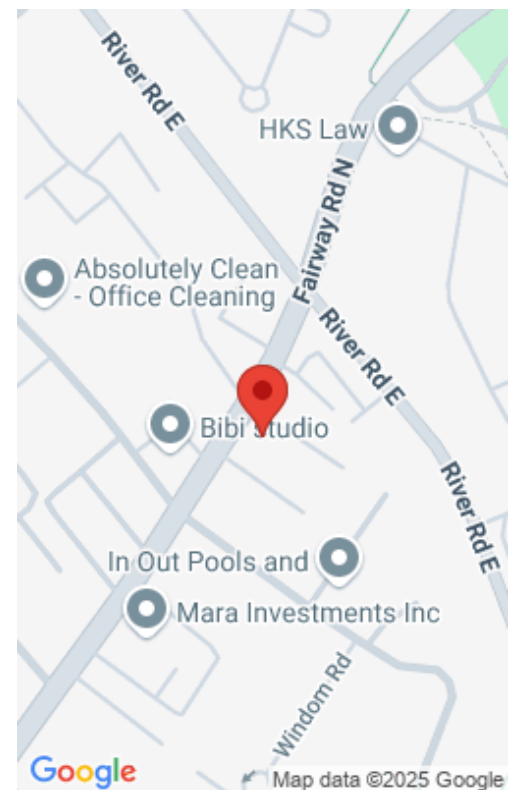 River Rd E
HKS Law
Fairway Rd N
Absolutely Clean
- Office Cleaning
River Rd E
Bibi studio
River Rd E
In Out Pools and
Mara Investments Inc
Windom Rd
Google
Map data ©2025 Google